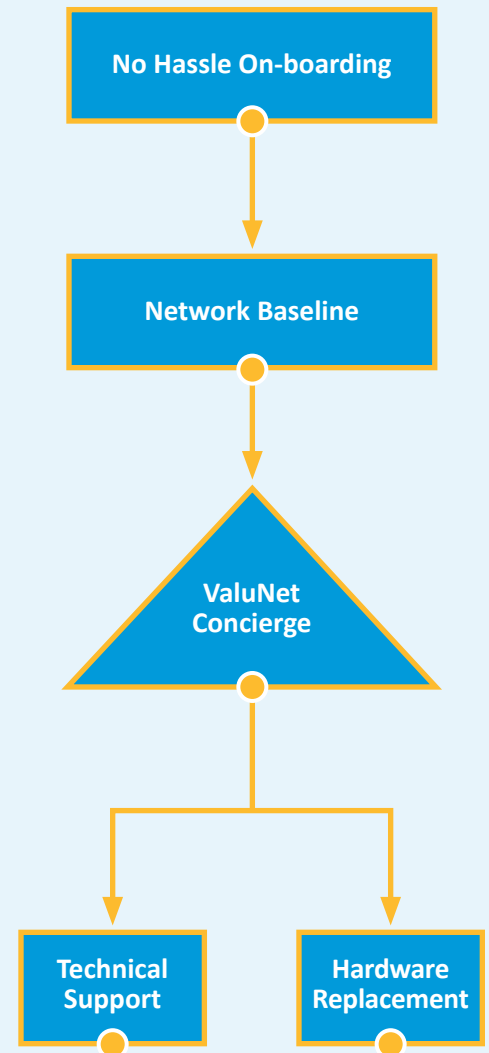 No Hassle On-boarding
Network Baseline
ValuNet
Concierge
Technical
Support
Hardware
Replacement